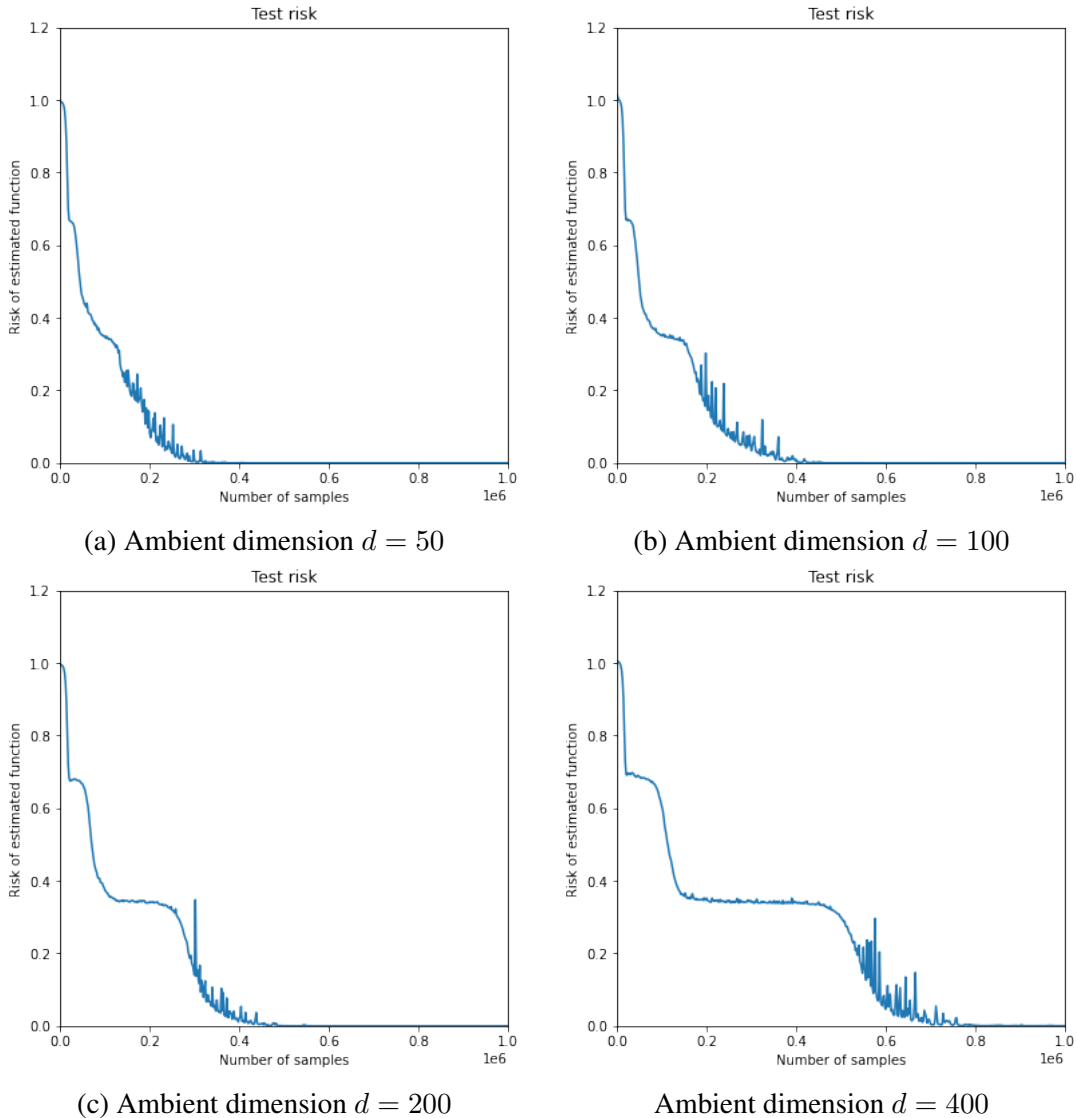 Test risk
Test risk
1.2
1.0
0.8
0.6
0.4
0.2
0.0
Risk of estimated function
0.0
0.2
0.4
0.6
0.8
1.0
1e6
Number of samples
1.2
1.0
0.8
0.6
0.4
0.2
0.0
Risk of estimated function
0.0
0.2
0.4
0.6
0.8
1.0
1e6
Number of samples
(a) Ambient dimension d = 50
(b) Ambient dimension d = 100
Test risk
Test risk
1.2
1.0
0.8
0.6
0.4
0.2
0.0
Risk of estimated function
0.0
0.2
0.4
0.6
0.8
1.0
1e6
Number of samples
1.2
1.0
0.8
0.6
0.4
0.2
0.0
Risk of estimated function
0.0
0.2
0.4
0.6
0.8
1.0
1e6
Number of samples
(c) Ambient dimension d = 200
Ambient dimension d = 400